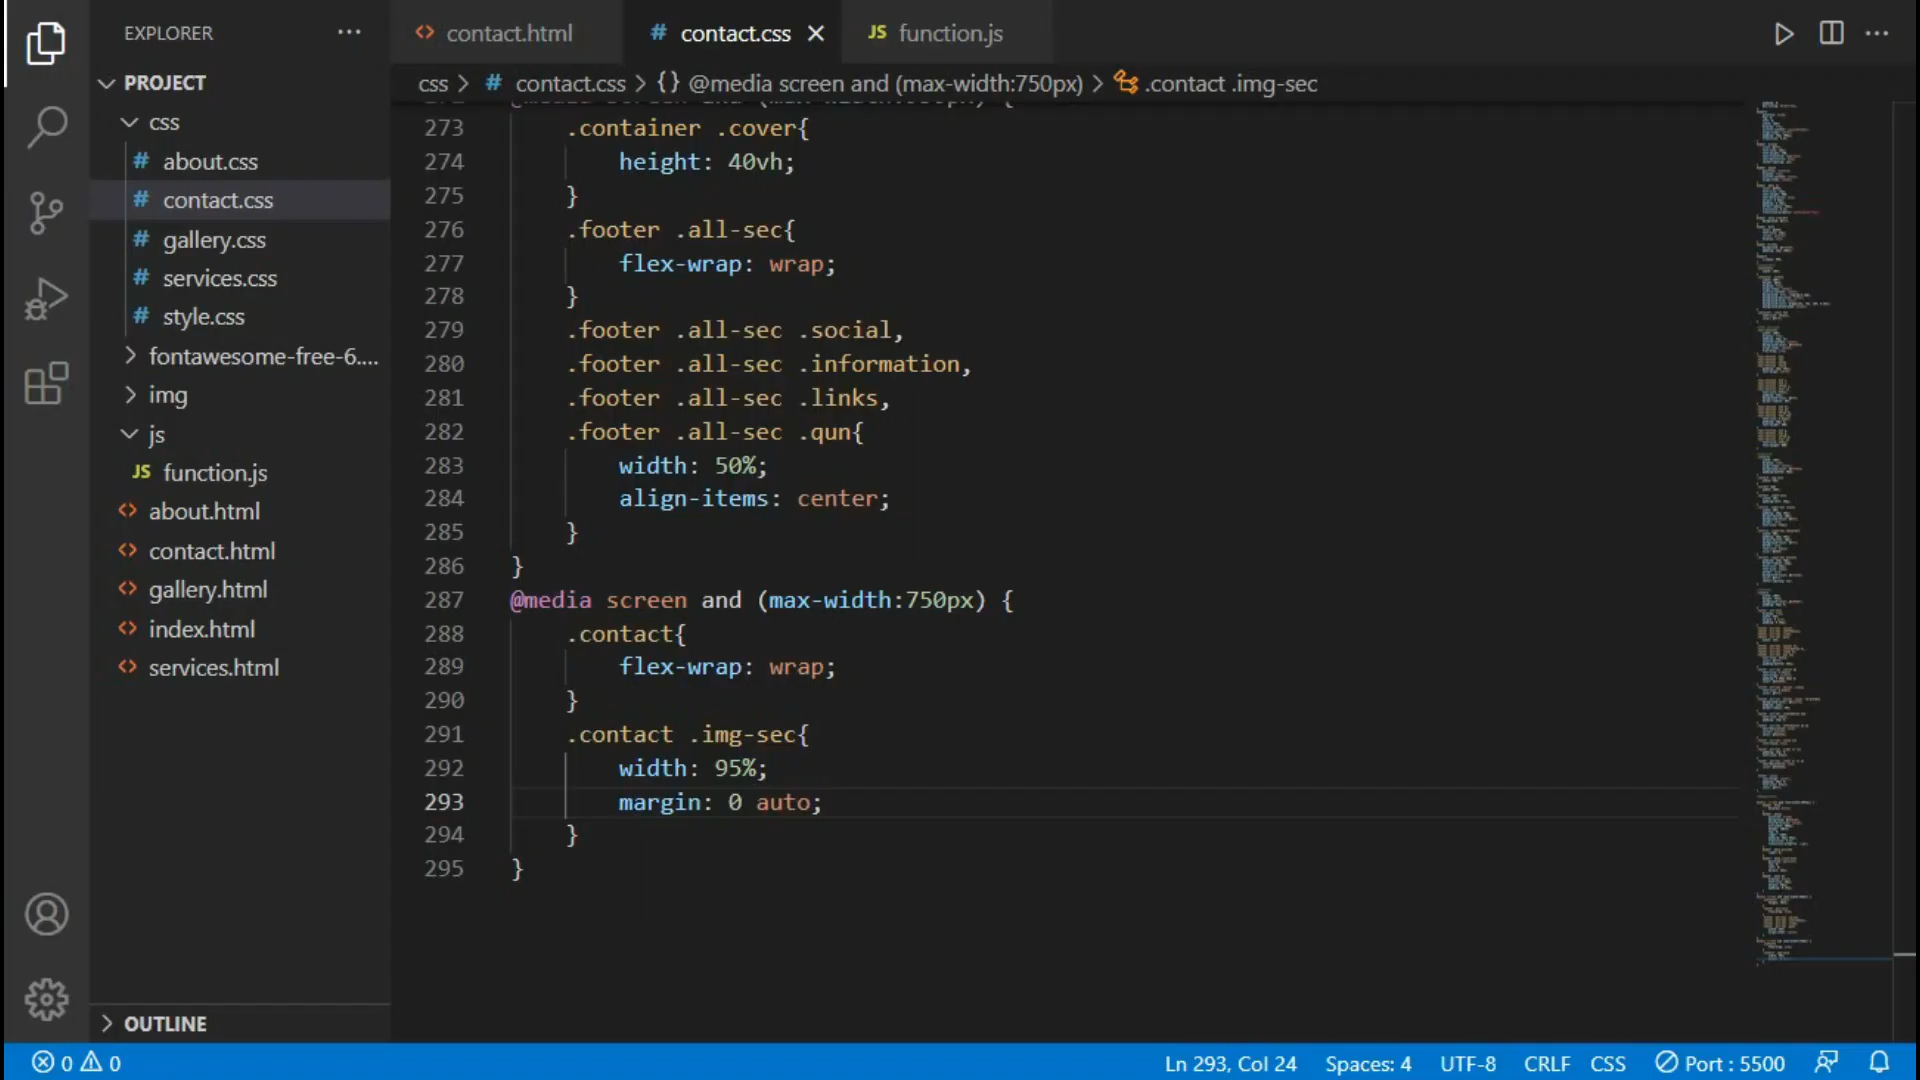 EXPLORER
PROJECT
css
about.css
contact.css
gallery.css
services.css
style.css
fontawesome-free-6....
img
js
function.js
about.html
contact.html
gallery.html
index.html
services.html
OUTLINE
contact.html
contact.css
function.js
css > contact.css > {} @media screen and (max-width:750px) > .contact .img-sec
273 .container .cover{
274 height: 40vh;
275 }
276 .footer .all-sec{
277 flex-wrap: wrap;
278 }
279 .footer .all-sec .social,
280 .footer .all-sec .information,
281 .footer .all-sec .links,
282 .footer .all-sec .qun{
283 width: 50%;
284 align-items: center;
285 }
286 }
287 @media screen and (max-width:750px) {
288 .contact{
289 flex-wrap: wrap;
290 }
291 .contact .img-sec{
292 width: 95%;
293 margin: 0 auto;
294 }
295 }
0 0 Ln 293, Col 24 Spaces: 4 UTF-8 CRLF CSS Port : 5500